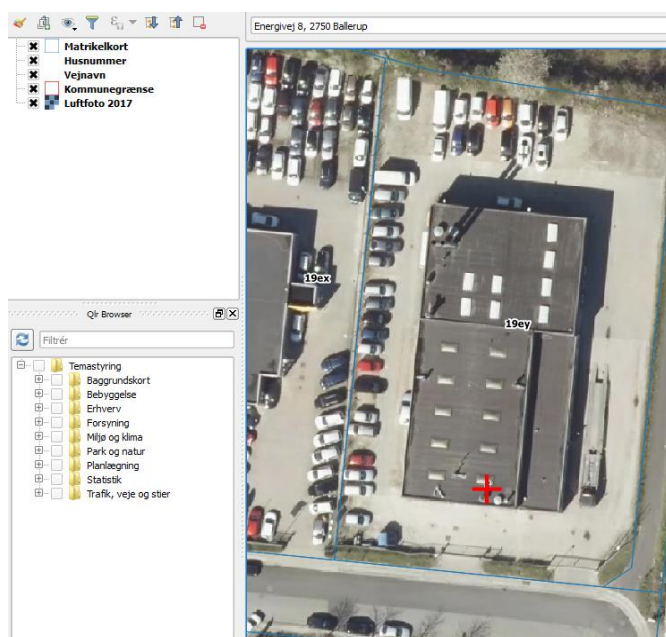 Energivej 8, 2750 Ballerup
Matrikelkort
Husnummer
Vejnavn
Kommunegrænse
Luftfoto 2017
19ex
19ey
Qlr Browser
Filtrér
Temastyring
Baggrundskort
Bebyggelse
Erhverv
Forsyning
Miljø og klima
Park og natur
Planlægning
Statistik
Trafik, veje og stier